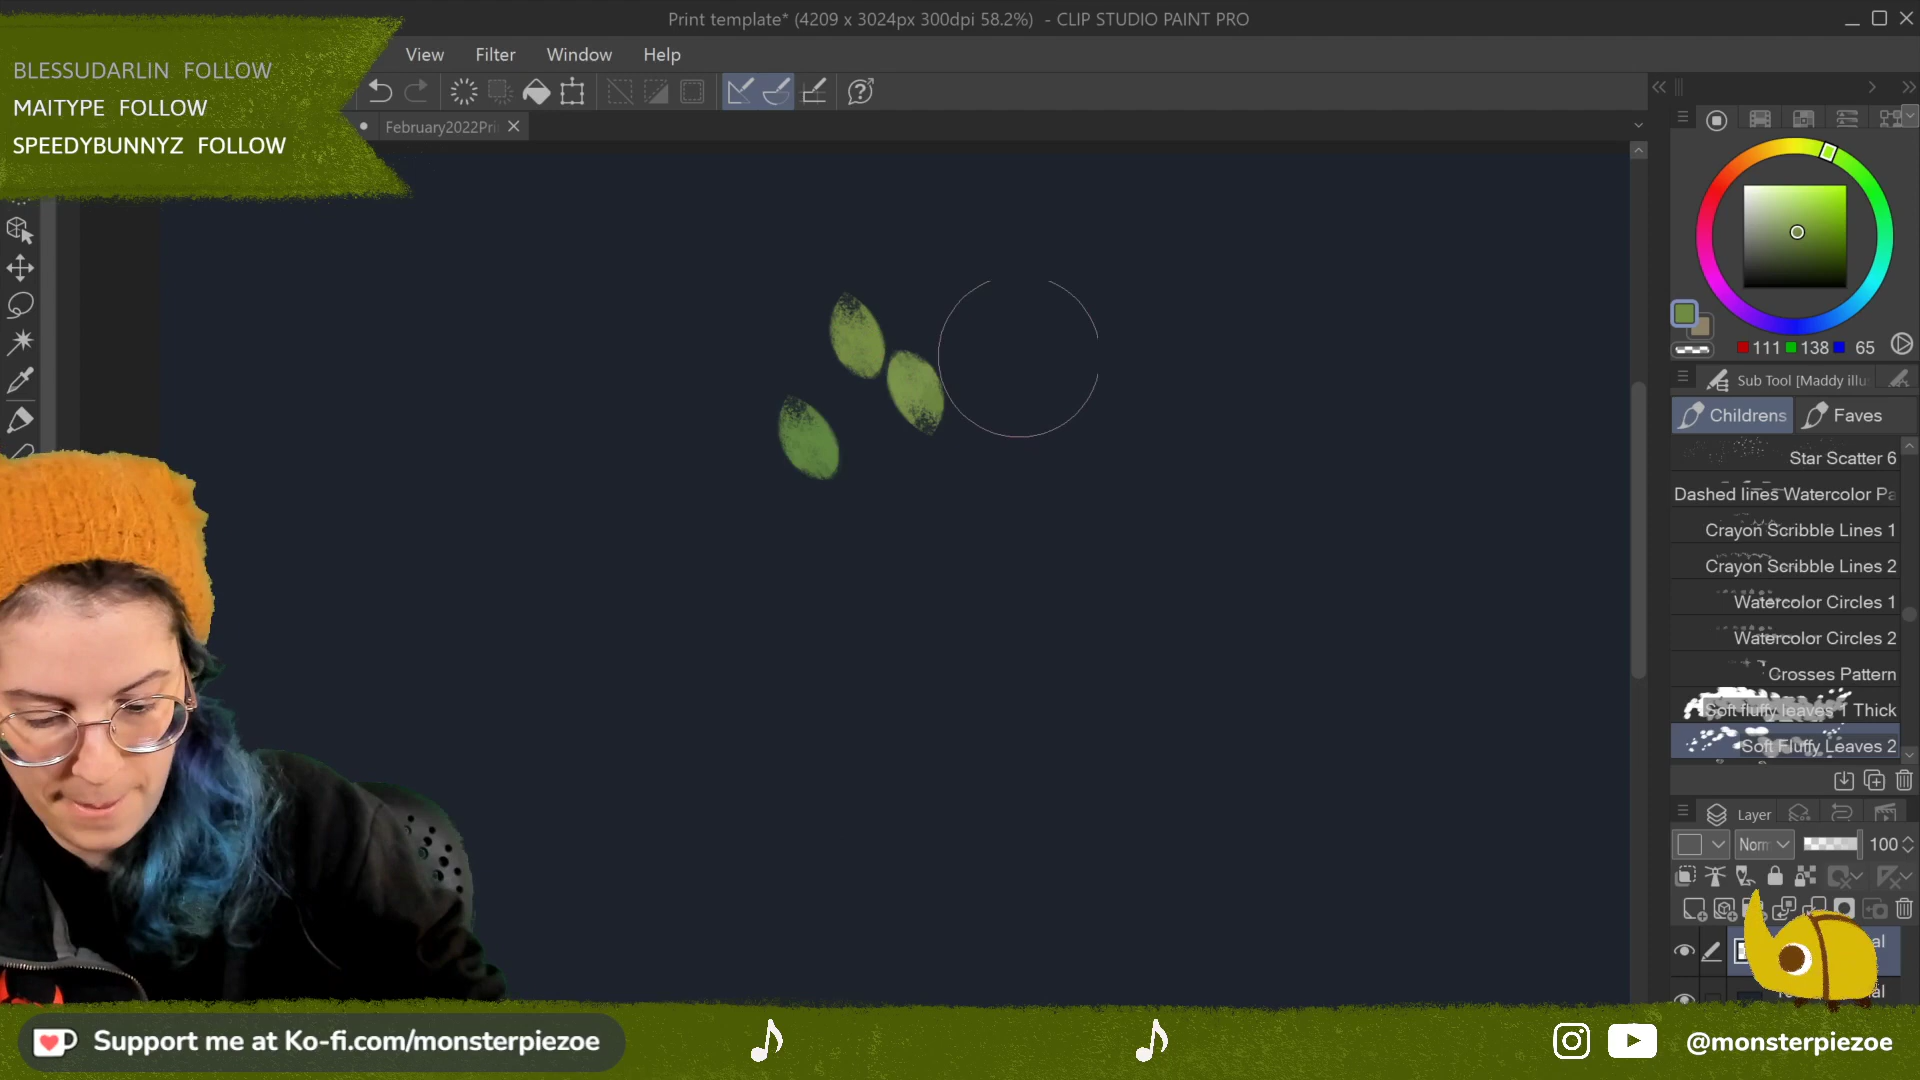 Print template* (4209 x 3024px 300dpi 58.2%) - CLIP STUDIO PAINT PRO
BLESSUDARLIN FOLLOW
MAITYPE FOLLOW
SPEEDYBUNNYZ FOLLOW
View Filter Window Help
February2022Pri
111 138 65
Sub Tool [Maddy illu
Childrens Faves
Star Scatter 6
Dashed lines Watercolor Pa
Crayon Scribble Lines 1
Crayon Scribble Lines 2
Watercolor Circles 1
Watercolor Circles 2
Crosses Pattern
Soft fluffy leaves 1 Thick
Soft Fluffy Leaves 2
Layer
Norm 100
al
al
Support me at Ko-fi.com/monsterpiezoe
@monsterpiezoe